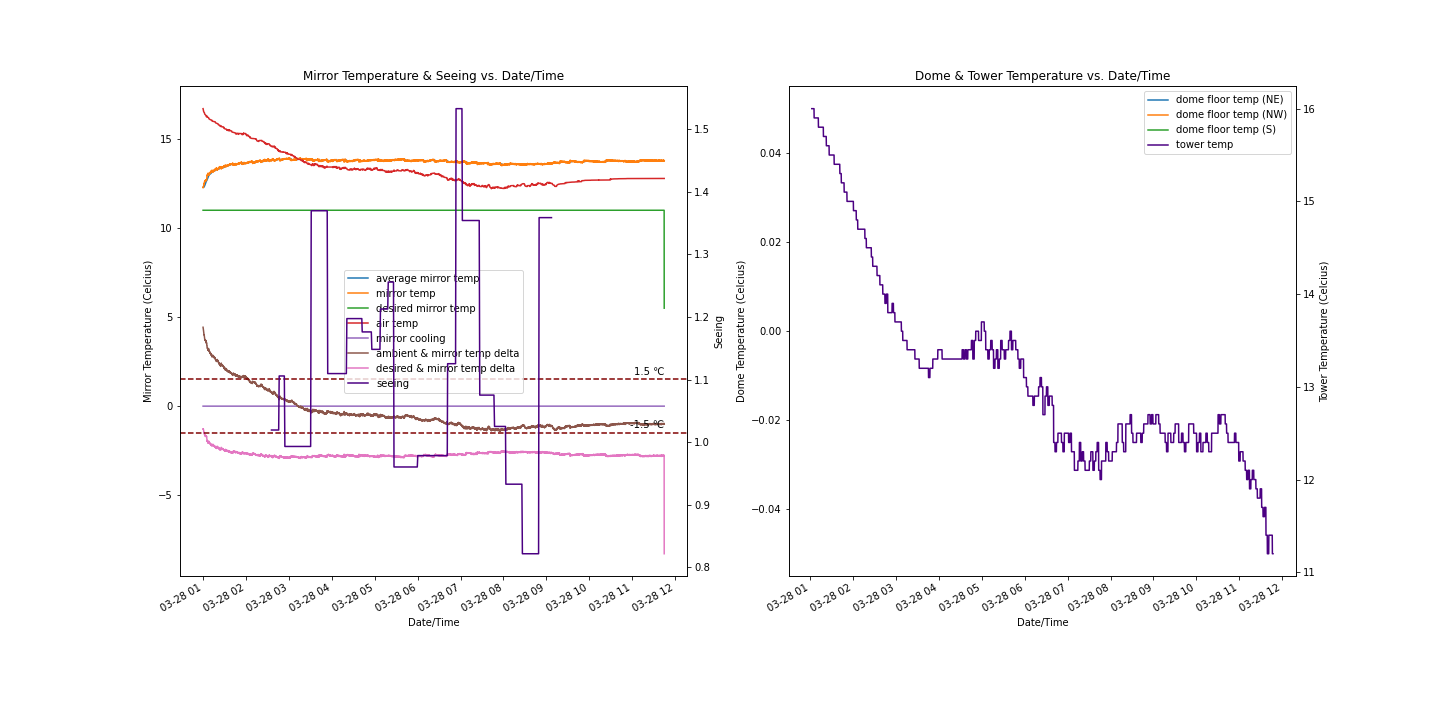 Mirror Temperature & Seeing vs. Date/Time
Mirror Temperature (Celcius)
15
10
5
0
−5
1.5
1.4
1.3
1.2
1.1
1.0
0.9
0.8
Seeing
average mirror temp
mirror temp
desired mirror temp
air temp
mirror cooling
ambient & mirror temp delta
desired & mirror temp delta
seeing
1.5 ℃
-1.5 ℃
03-28 01
03-28 02
03-28 03
03-28 04
03-28 05
03-28 06
03-28 07
03-28 08
03-28 09
03-28 10
03-28 11
03-28 12
Date/Time
Dome & Tower Temperature vs. Date/Time
Dome Temperature (Celcius)
0.04
0.02
0.00
−0.02
−0.04
dome floor temp (NE)
dome floor temp (NW)
dome floor temp (S)
tower temp
16
15
14
13
12
11
Tower Temperature (Celcius)
03-28 01
03-28 02
03-28 03
03-28 04
03-28 05
03-28 06
03-28 07
03-28 08
03-28 09
03-28 10
03-28 11
03-28 12
Date/Time